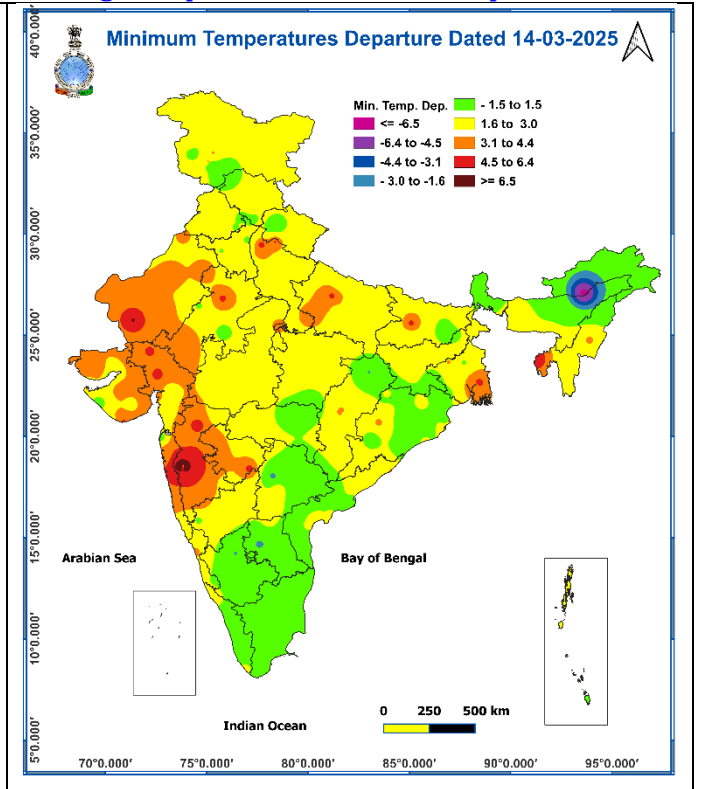 Minimum Temperatures Departure Dated 14-03-2025
Min. Temp. Dep.
<= -6.5
-6.4 to -4.5
-4.4 to -3.1
- 3.0 to -1.6
- 1.5 to 1.5
1.6 to 3.0
3.1 to 4.4
4.5 to 6.4
>= 6.5
40°0.000'
35°0.000'
30°0.000'
25°0.000'
20°0.000'
15°0.000'
10°0.000'
5°0.000'
Arabian Sea
Bay of Bengal
Indian Ocean
0 250 500 km
70°0.000' 75°0.000' 80°0.000' 85°0.000' 90°0.000' 95°0.000'